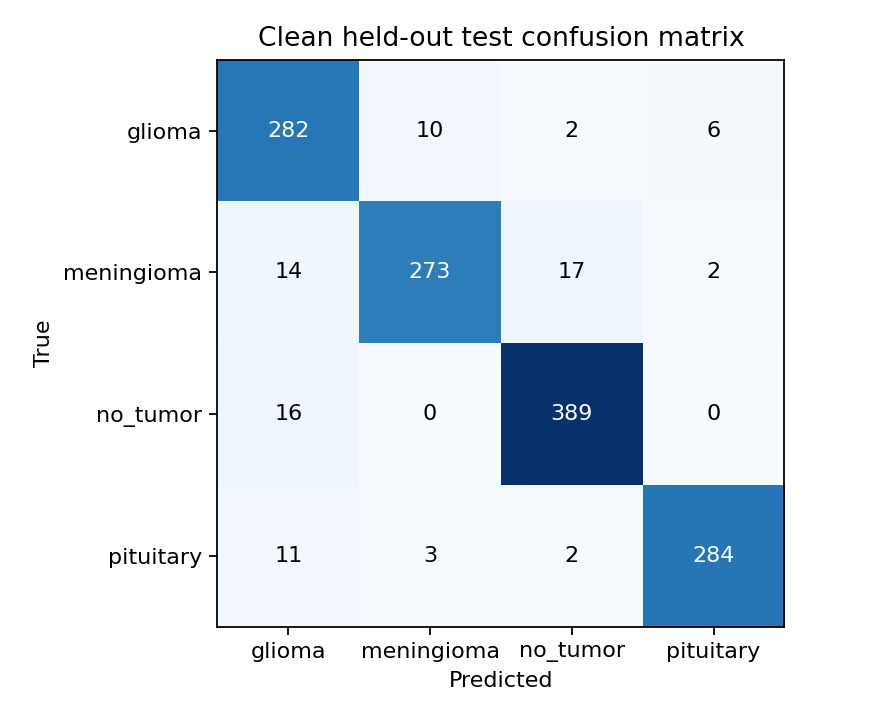 Clean held-out test confusion matrix
glioma 282 10 2 6
meningioma 14 273 17 2
True
no_tumor 16 0 389 0
pituitary 11 3 2 284
glioma meningioma no_tumor pituitary
Predicted